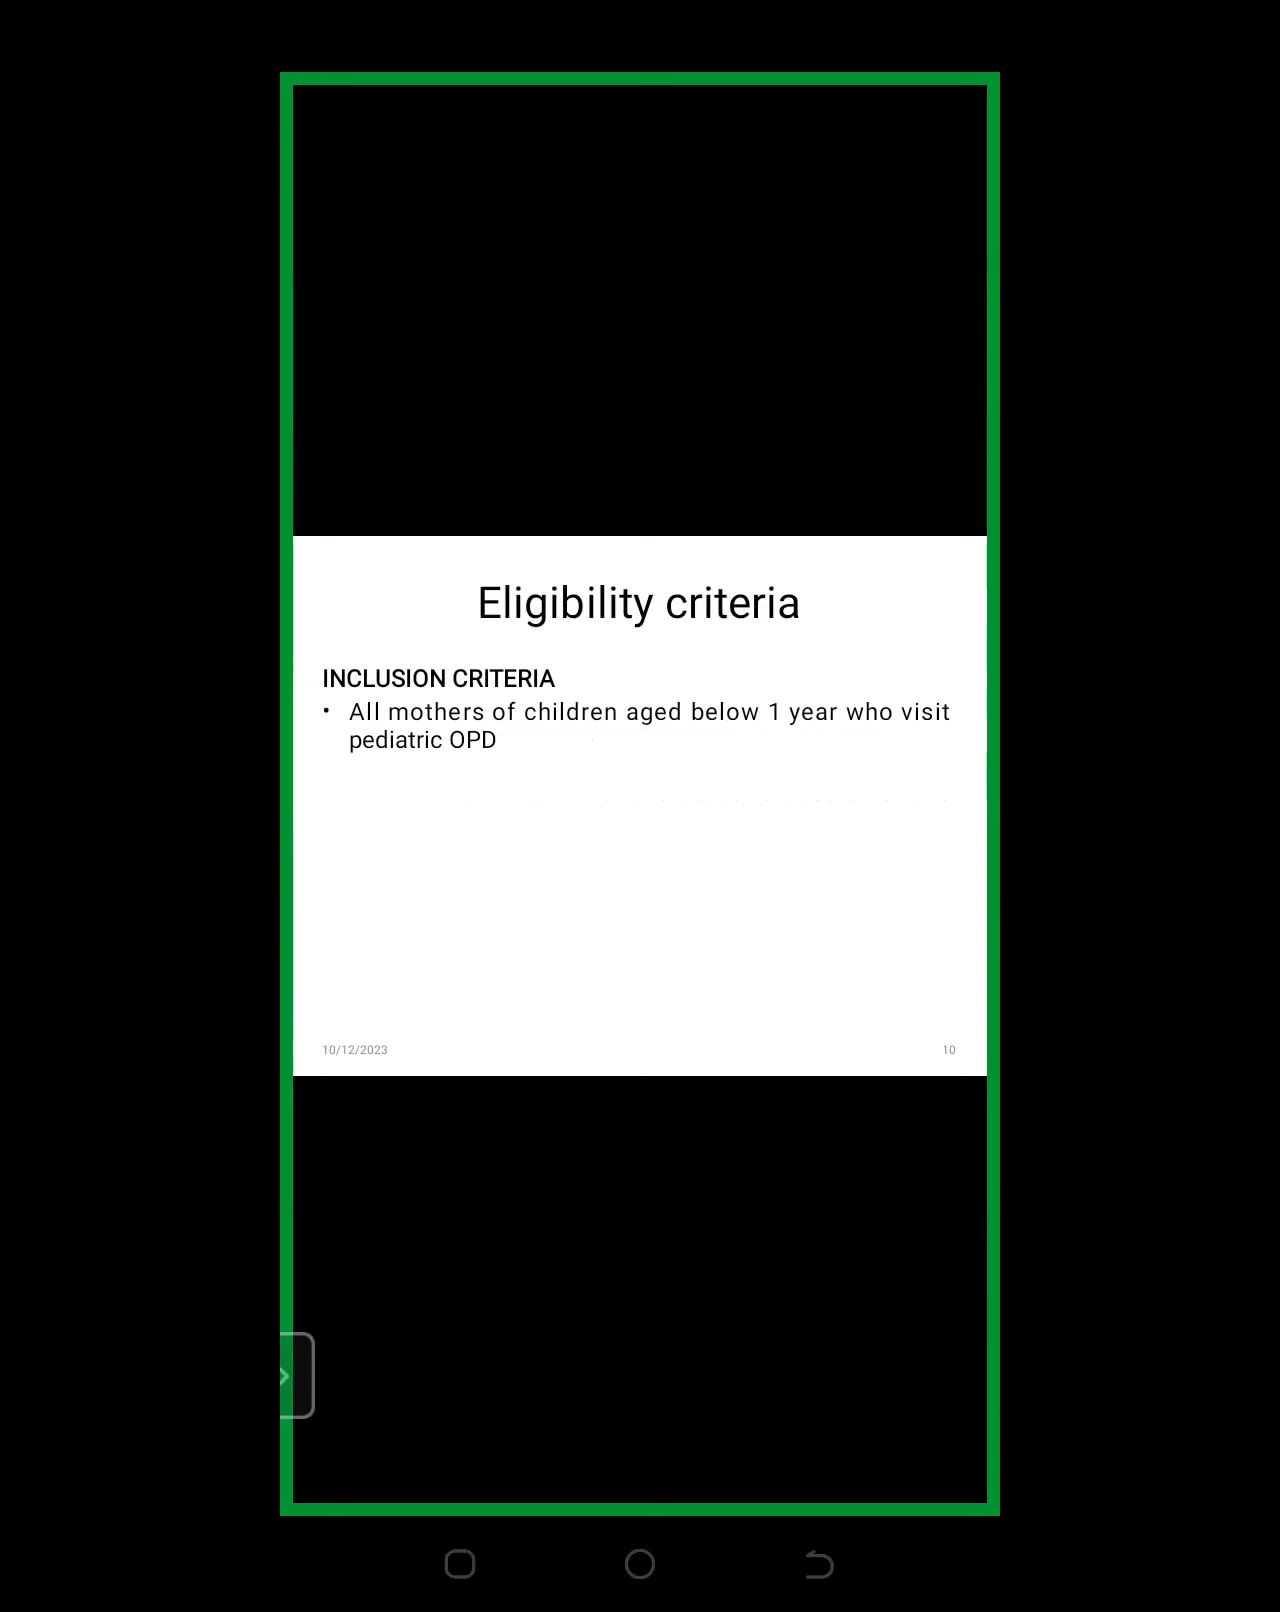 Eligibility criteria
INCLUSION CRITERIA
• All mothers of children aged below 1 year who visit
pediatric OPD
10/12/2023
10